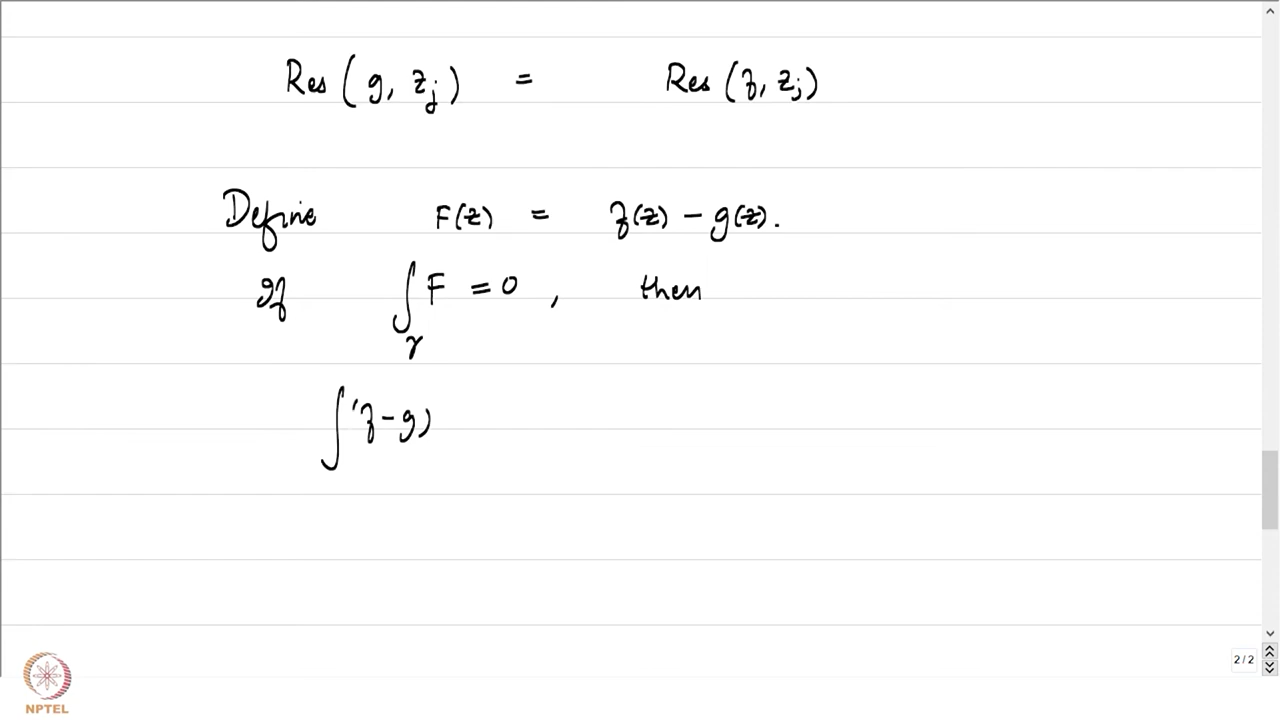 Res (g, z_j) = Res (f, z_j)
Define F(z) = f(z) - g(z).
If ∫_γ F = 0, then
∫ (f - g)
2 / 2
NPTEL